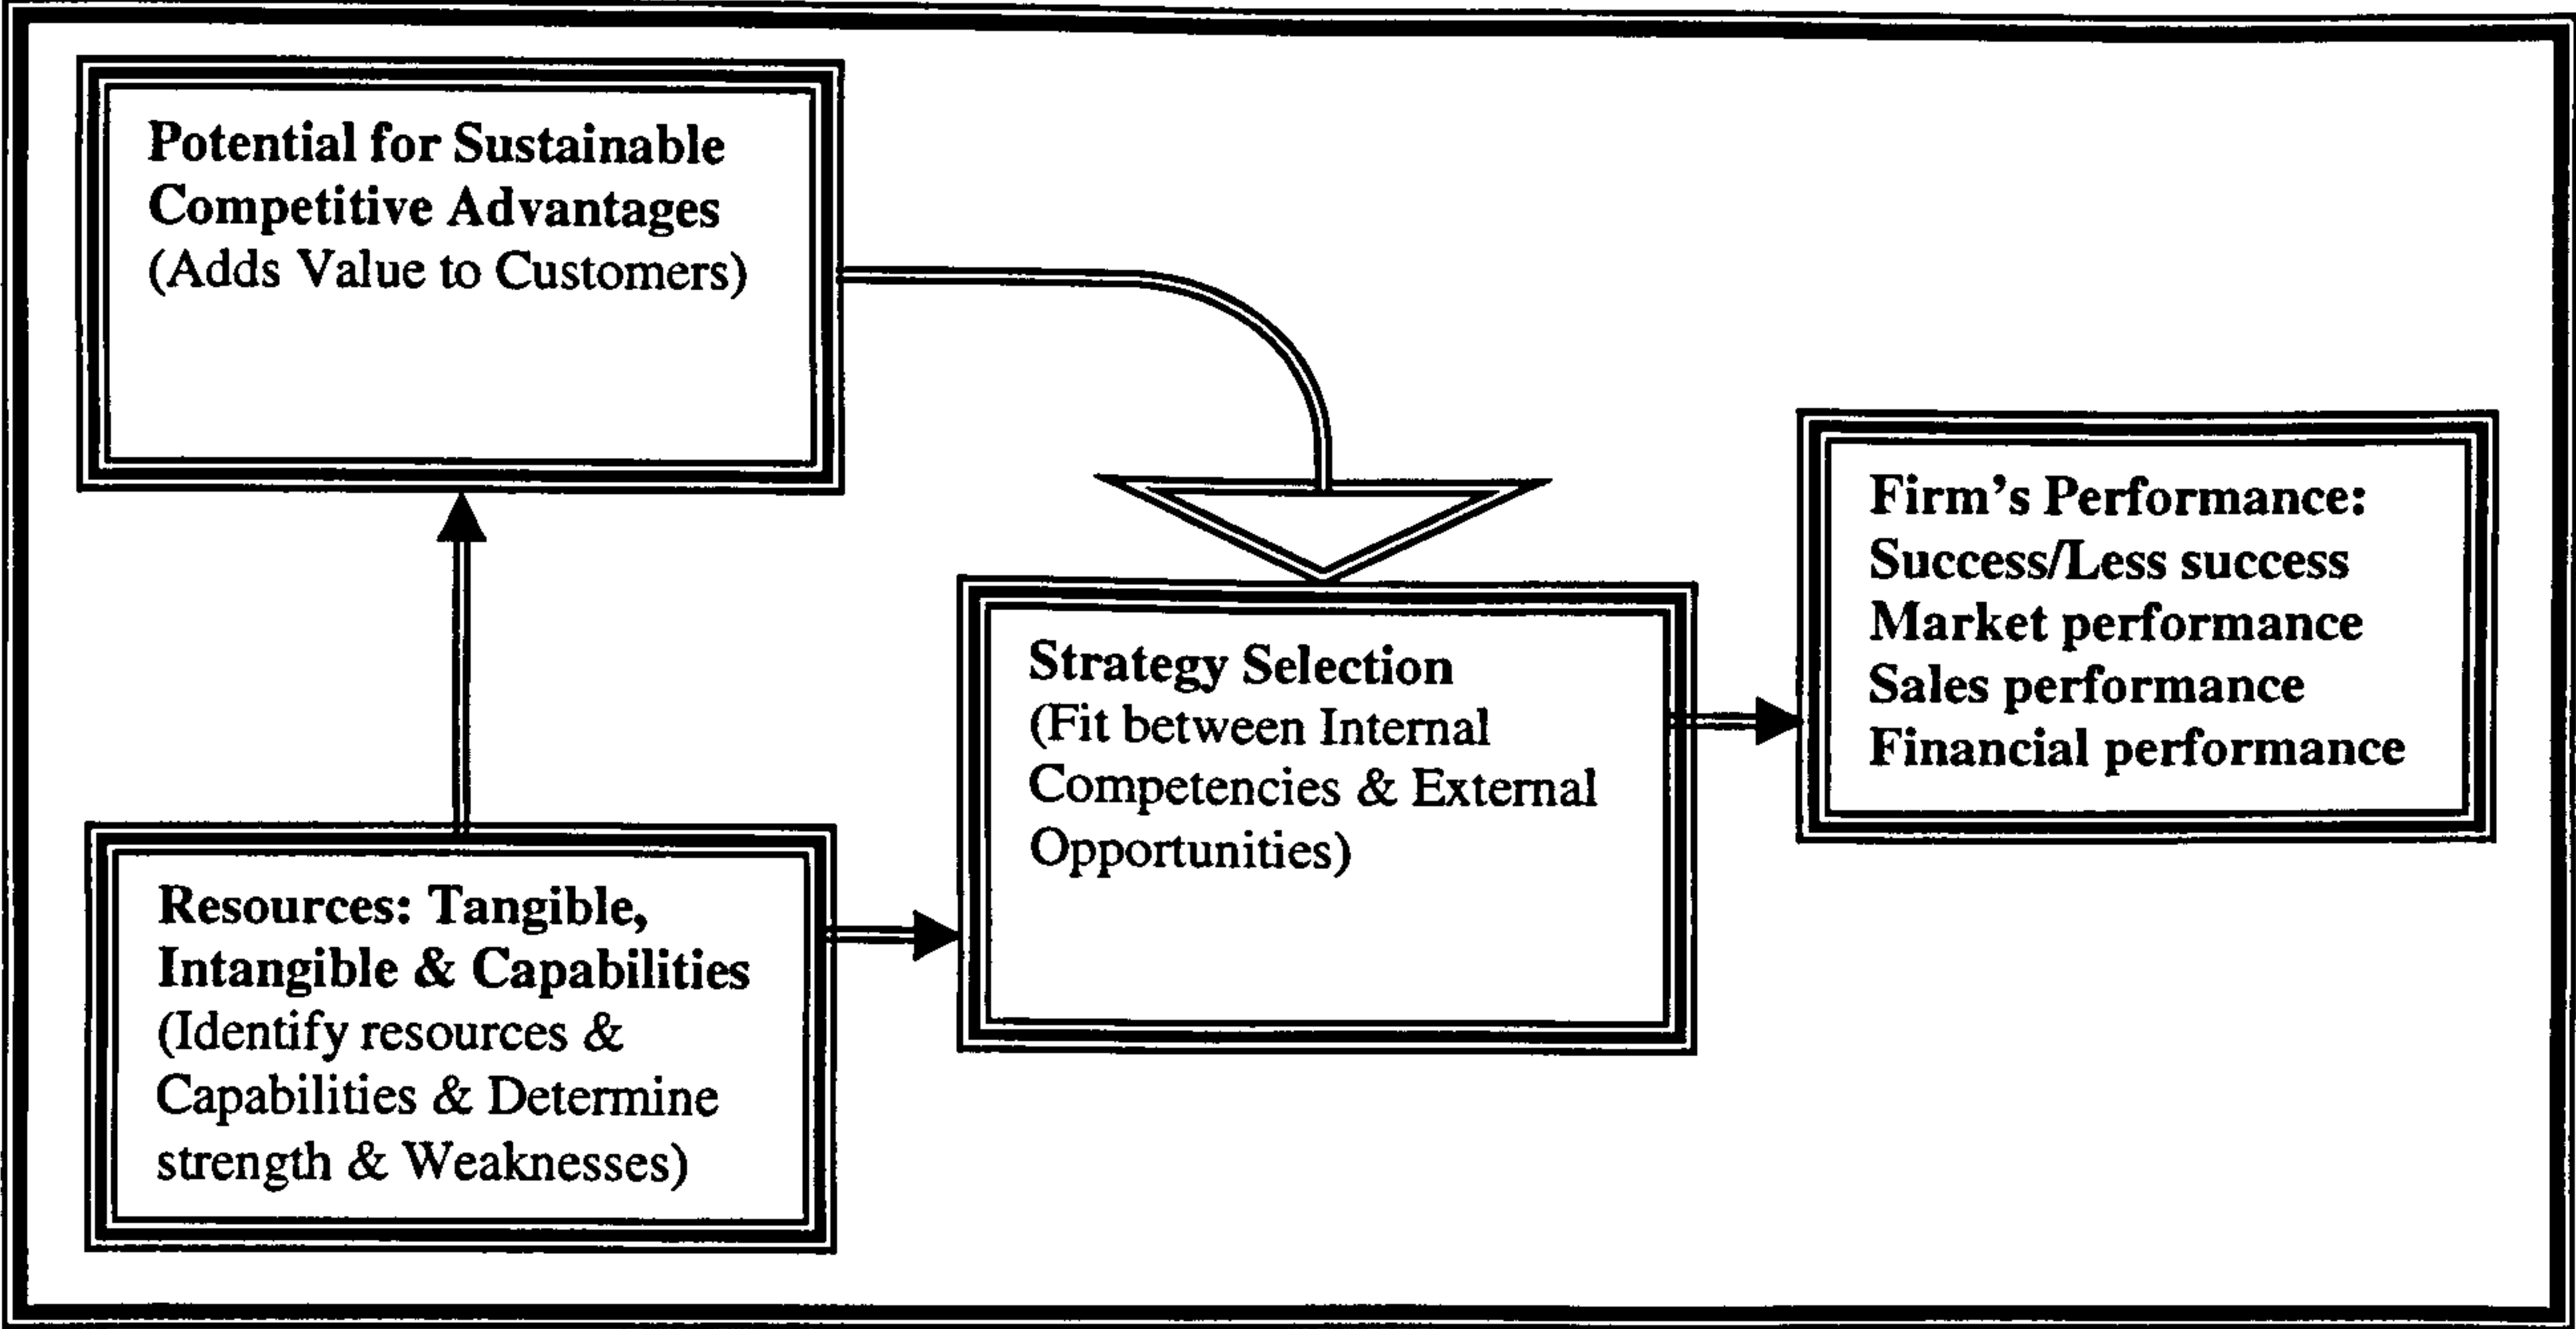 Potential for Sustainable
Competitive Advantages
(Adds Value to Customers)
Firm's Performance:
Success/Less success
Market performance
Sales performance
Financial performance
Strategy Selection
(Fit between Internal
Competencies & External
Opportunities)
Resources: Tangible,
Intangible & Capabilities
(Identify resources &
Capabilities & Determine
strength & Weaknesses)